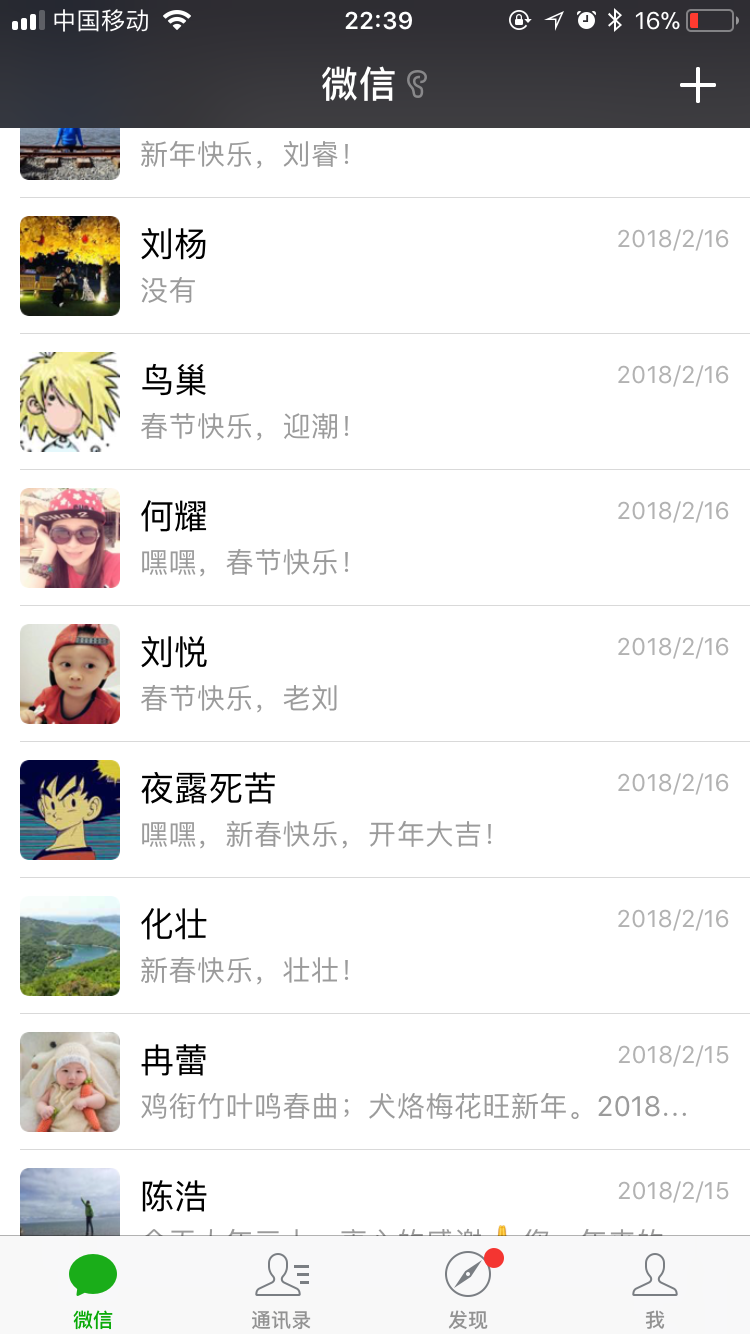 中国移动 22:39 16%
微信
新年快乐，刘睿！
刘杨 2018/2/16
没有
鸟巢 2018/2/16
春节快乐，迎潮！
何耀 2018/2/16
嘿嘿，春节快乐！
刘悦 2018/2/16
春节快乐，老刘
夜露死苦 2018/2/16
嘿嘿，新春快乐，开年大吉！
化壮 2018/2/16
新春快乐，壮壮！
冉蕾 2018/2/15
鸡衔竹叶鸣春曲；犬烙梅花旺新年。2018...
陈浩 2018/2/15
微信 通讯录 发现 我